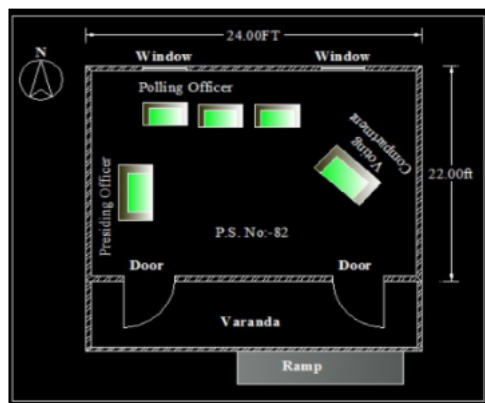 24.00FT
N
Window
Window
Polling Officer
Voting
Compartment
22.00ft
Presiding Officer
P.S. No:-82
Door
Door
Varanda
Ramp